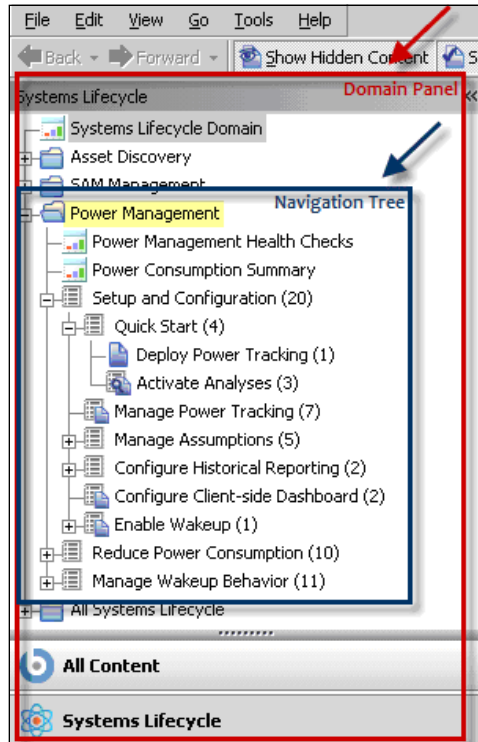 File Edit View Go Tools Help
Back Forward Show Hidden Content S
Systems Lifecycle Domain Panel
Systems Lifecycle Domain
Asset Discovery
SAM Management
Navigation Tree
Power Management
Power Management Health Checks
Power Consumption Summary
Setup and Configuration (20)
Quick Start (4)
Deploy Power Tracking (1)
Activate Analyses (3)
Manage Power Tracking (7)
Manage Assumptions (5)
Configure Historical Reporting (2)
Configure Client-side Dashboard (2)
Enable Wakeup (1)
Reduce Power Consumption (10)
Manage Wakeup Behavior (11)
All Systems Lifecycle
All Content
Systems Lifecycle